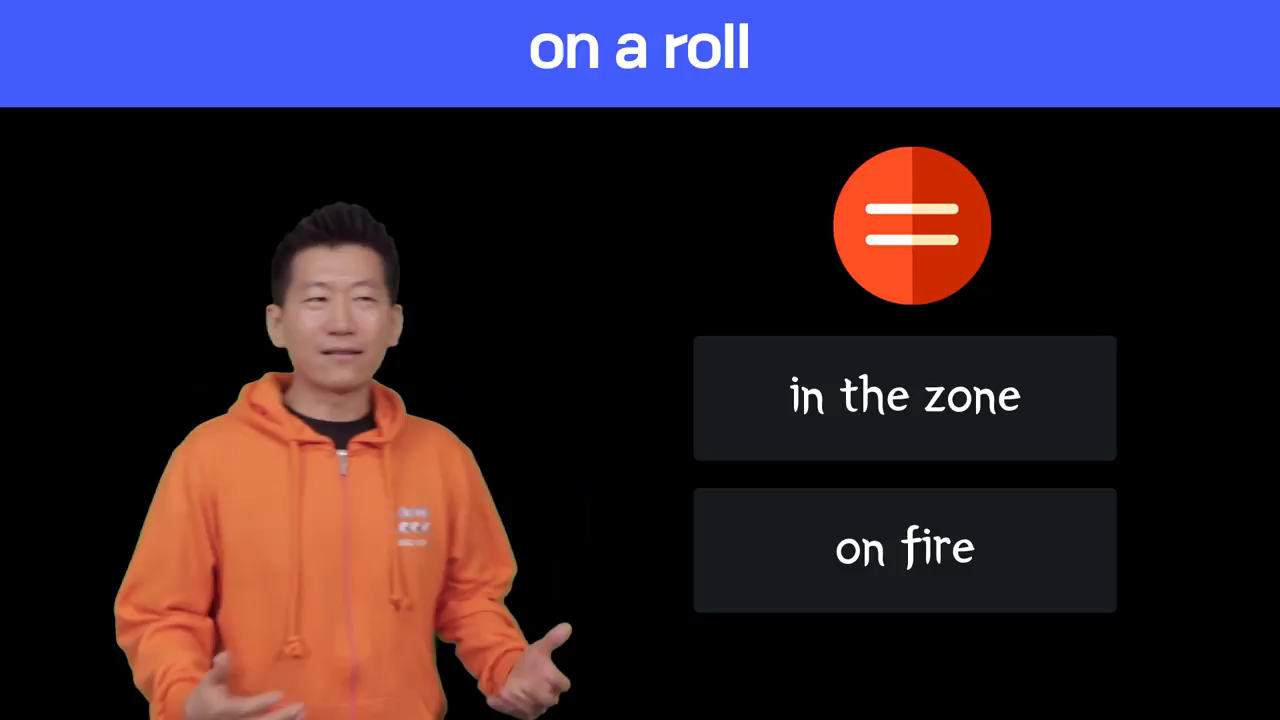 on a roll
in the zone
on fire